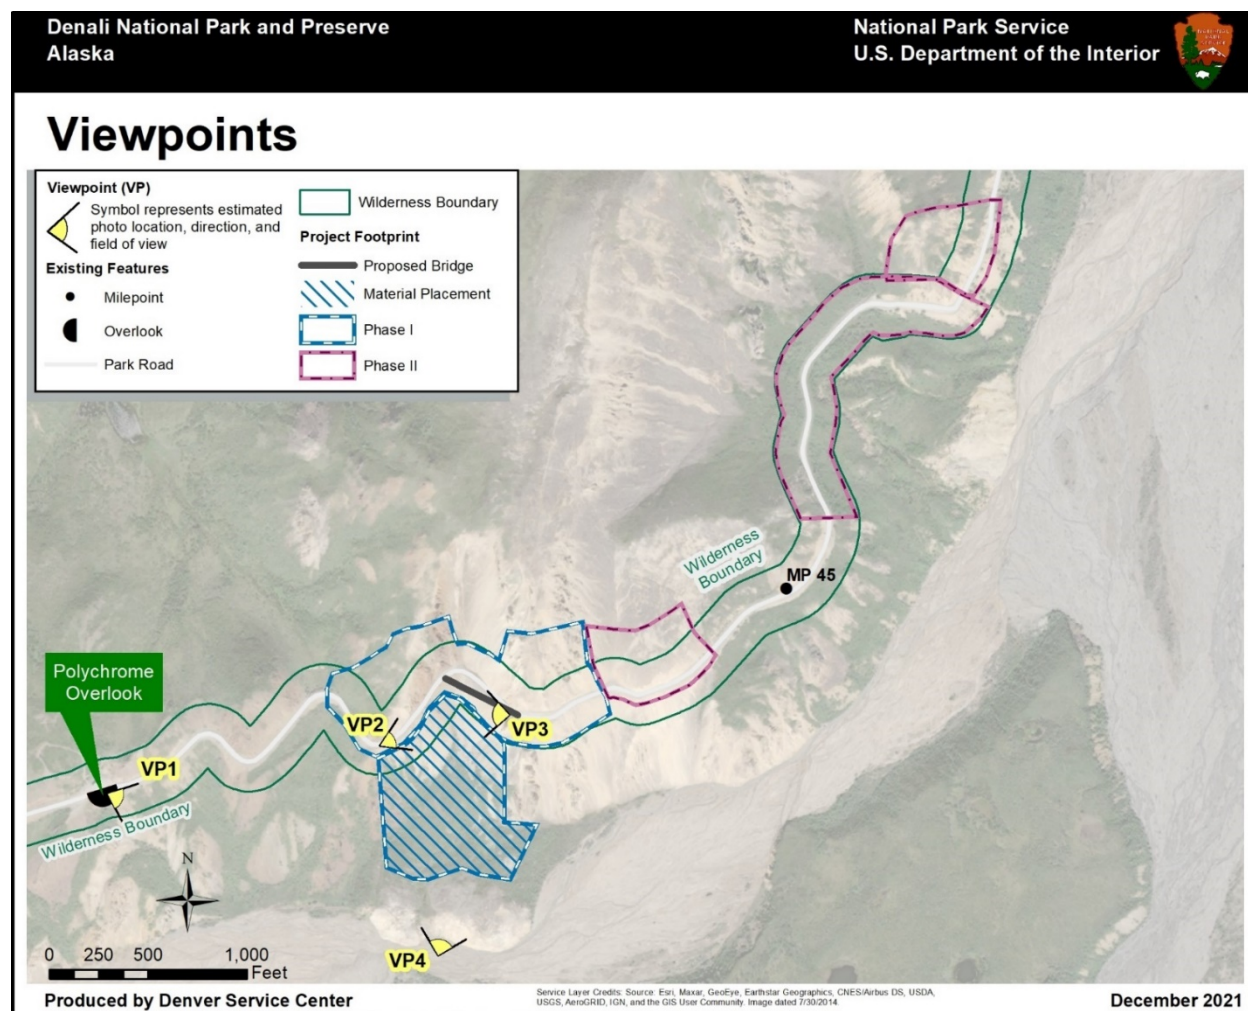 Denali National Park and Preserve
Alaska
National Park Service
U.S. Department of the Interior
Viewpoints
Viewpoint (VP)
Symbol represents estimated
photo location, direction, and
field of view
Existing Features
Milepoint
Overlook
Park Road
Wilderness Boundary
Project Footprint
Proposed Bridge
Material Placement
Phase I
Phase II
Wilderness
Boundary
MP 45
Polychrome
Overlook
VP1
VP2
VP3
Wilderness Boundary
N
VP4
0 250 500 1,000
Feet
Produced by Denver Service Center
Service Layer Credits: Source: Esri, Maxar, GeoEye, Earthstar Geographics, CNES/Airbus DS, USDA,
USGS, AeroGRID, IGN, and the GIS User Community. Image dated 7/30/2014.
December 2021